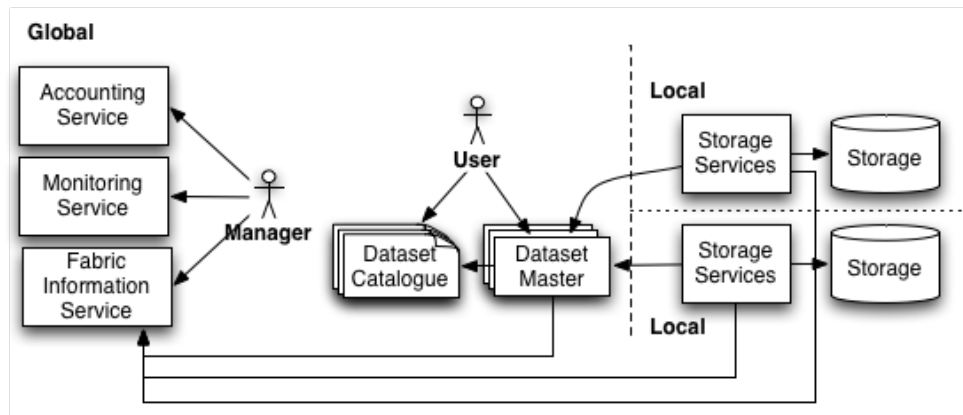 Global
Accounting
Service
Monitoring
Service
Fabric
Information
Service
Manager
User
Dataset
Catalogue
Dataset
Master
Local
Storage
Services
Storage
Storage
Services
Storage
Local